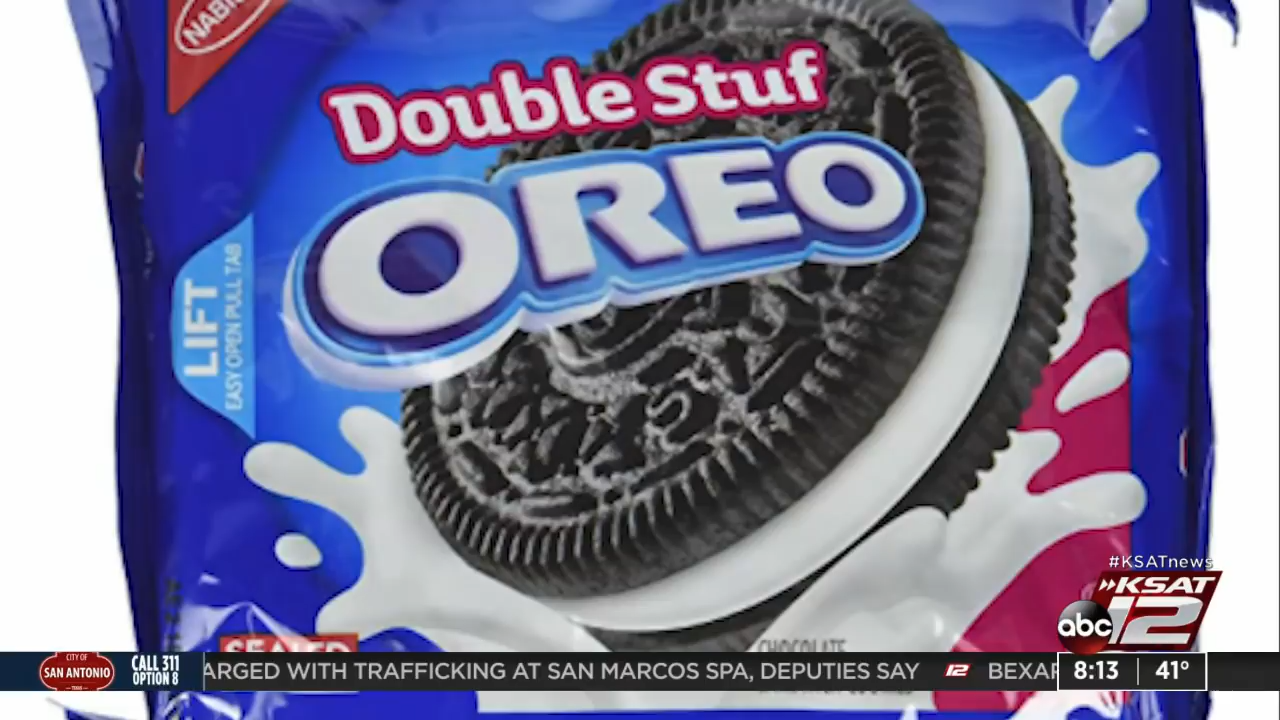 Double Stuf
OREO
LIFT
EASY OPEN PULL TAB
SEALED
CHOCOLATE
#KSATnews
KSAT
abc 12
CITY OF
SAN ANTONIO
TEXAS
CALL 311
OPTION 8
ARGED WITH TRAFFICKING AT SAN MARCOS SPA, DEPUTIES SAY 12 BEXAR
8:13 41°